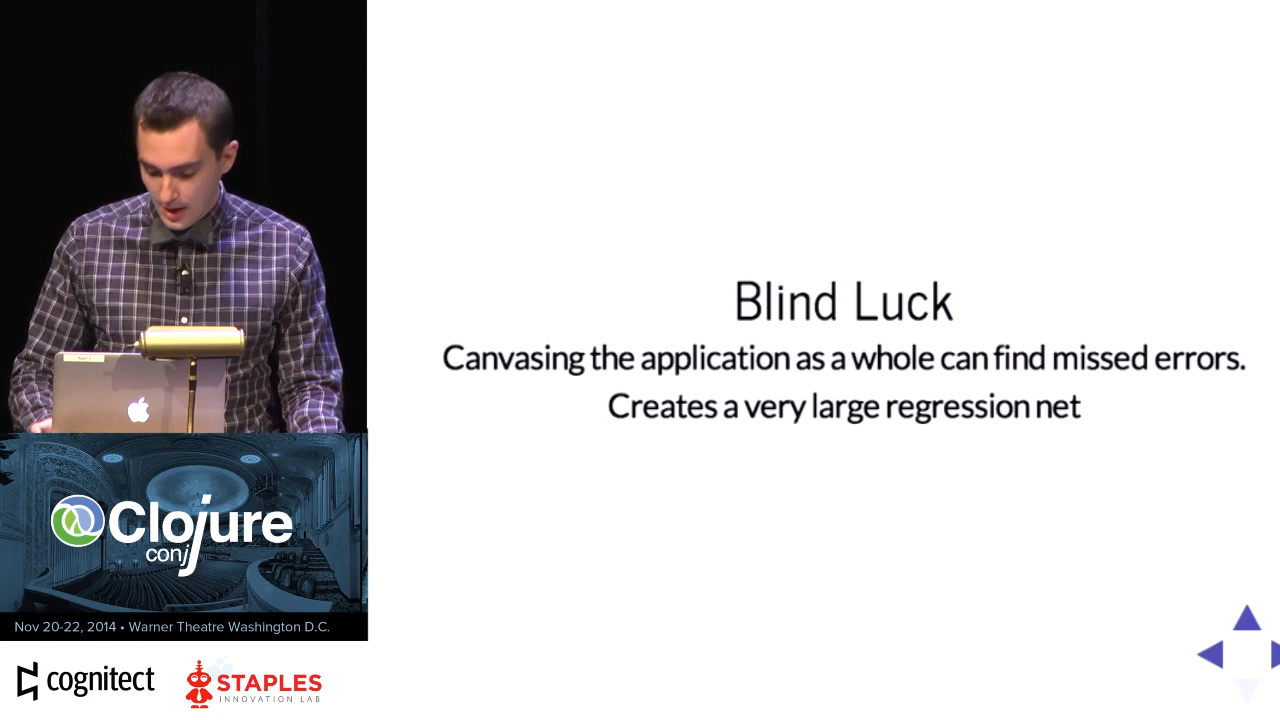 Blind Luck
Canvasing the application as a whole can find missed errors.
Creates a very large regression net
Clojure
conj
Nov 20-22, 2014 • Warner Theatre Washington D.C.
cognitect
STAPLES
INNOVATION LAB